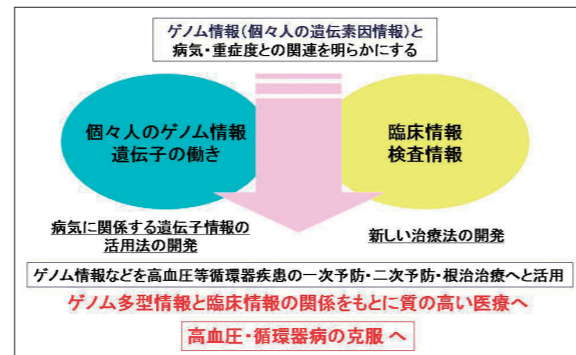 ゲノム情報(個々人の遺伝素因情報)と
病気・重症度との関連を明らかにする
個々人のゲノム情報
遺伝子の働き
臨床情報
検査情報
病気に関係する遺伝子情報の
活用法の開発
新しい治療法の開発
ゲノム情報などを高血圧等循環器疾患の一次予防・二次予防・根治治療へと活用
ゲノム多型情報と臨床情報の関係をもとに質の高い医療へ
高血圧・循環器病の克服 へ